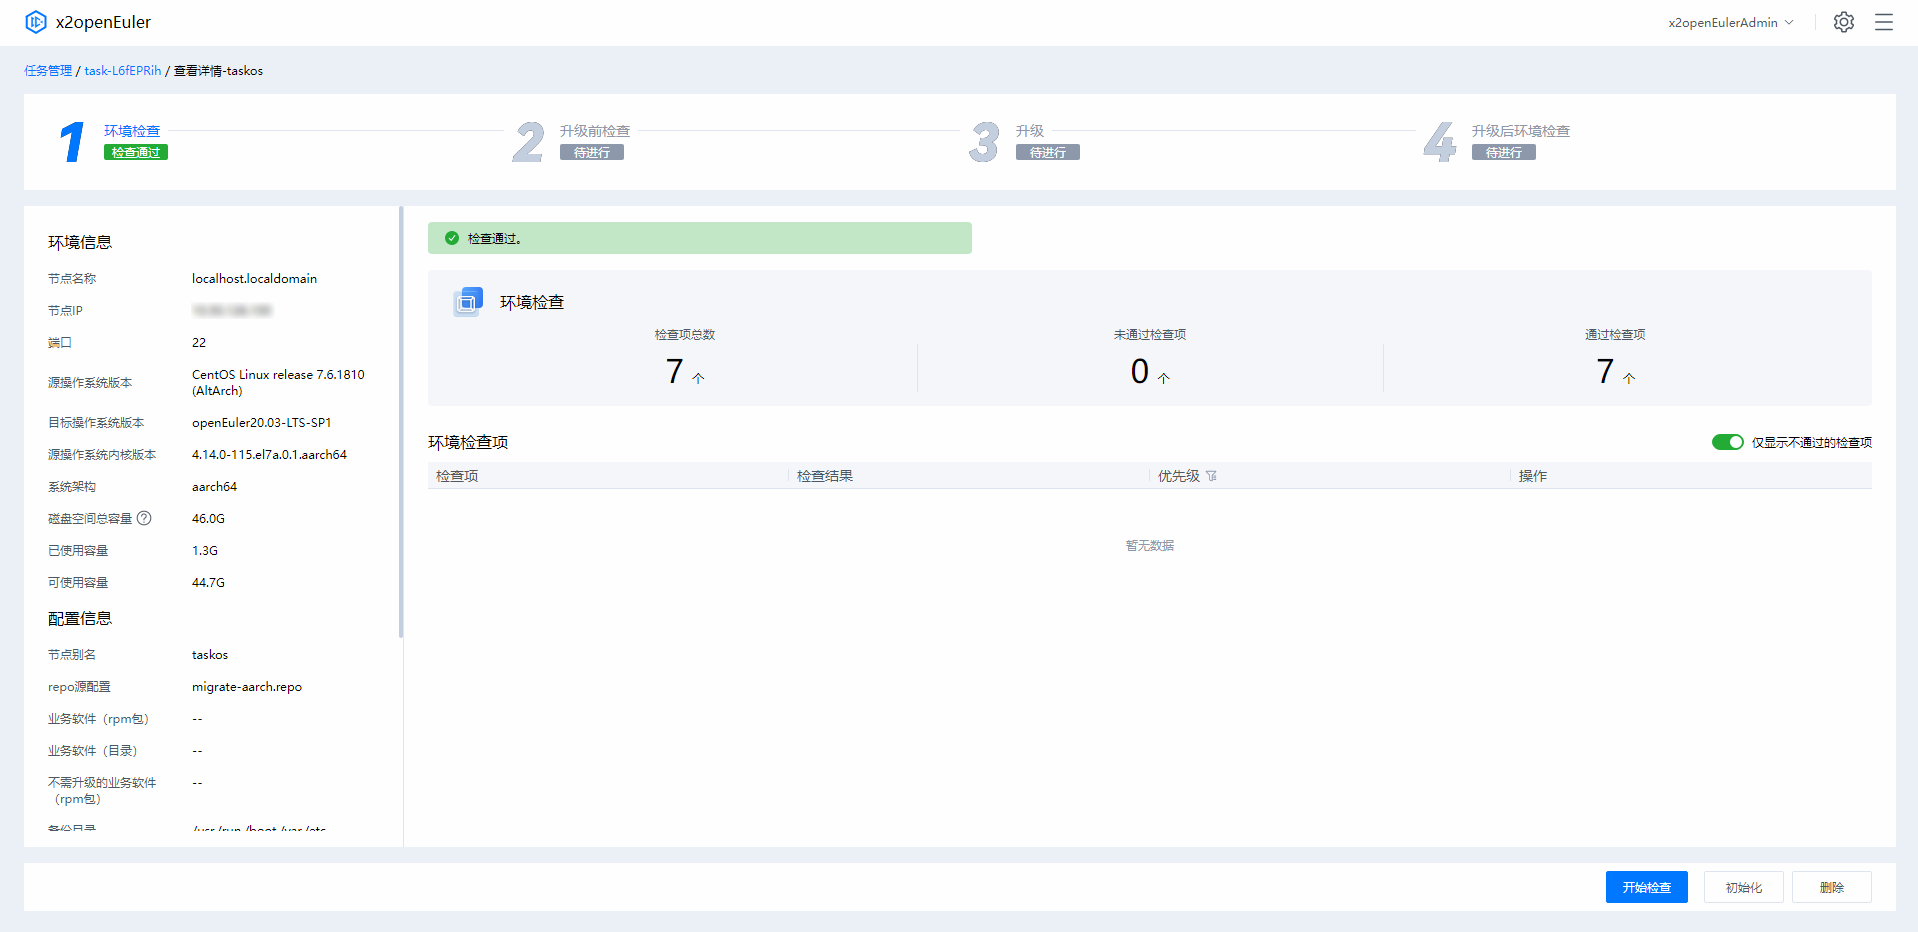 x2openEuler
x2openEulerAdmin
任务管理 / task-L6fEPRih / 查看详情-taskos
1 环境检查
检查通过
2 升级前检查
待进行
3 升级
待进行
4 升级后环境检查
待进行
环境信息
节点名称 localhost.localdomain
节点IP
端口 22
源操作系统版本 CentOS Linux release 7.6.1810
(AltArch)
目标操作系统版本 openEuler20.03-LTS-SP1
源操作系统内核版本 4.14.0-115.el7a.0.1.aarch64
系统架构 aarch64
磁盘空间总容量 ? 46.0G
已使用容量 1.3G
可使用容量 44.7G
配置信息
节点别名 taskos
repo源配置 migrate-aarch.repo
业务软件（rpm包） --
业务软件（目录） --
不需升级的业务软件 --
（rpm包）
备份目录 /usr /run /boot /var /etc
检查通过。
环境检查
检查项总数 未通过检查项 通过检查项
7 个 0 个 7 个
环境检查项 仅显示不通过的检查项
检查项 检查结果 优先级 操作
暂无数据
开始检查 初始化 删除